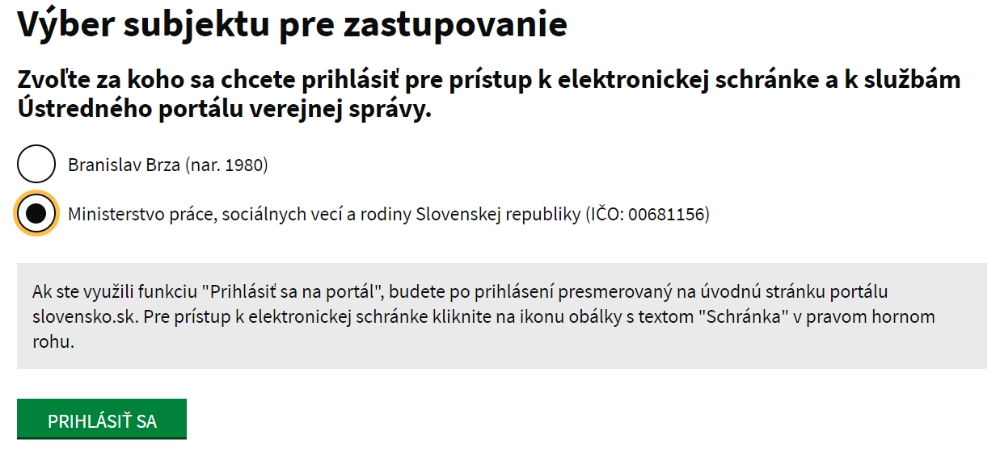 Výber subjektu pre zastupovanie
Zvoľte za koho sa chcete prihlásiť pre prístup k elektronickej schránke a k službám
Ústredného portálu verejnej správy.
Branislav Brza (nar. 1980)
Ministerstvo práce, sociálnych vecí a rodiny Slovenskej republiky (IČO: 00681156)
Ak ste využili funkciu "Prihlásiť sa na portál", budete po prihlásení presmerovaný na úvodnú stránku portálu
slovensko.sk. Pre prístup k elektronickej schránke kliknite na ikonu obálky s textom "Schránka" v pravom hornom
rohu.
PRIHLÁSIŤ SA